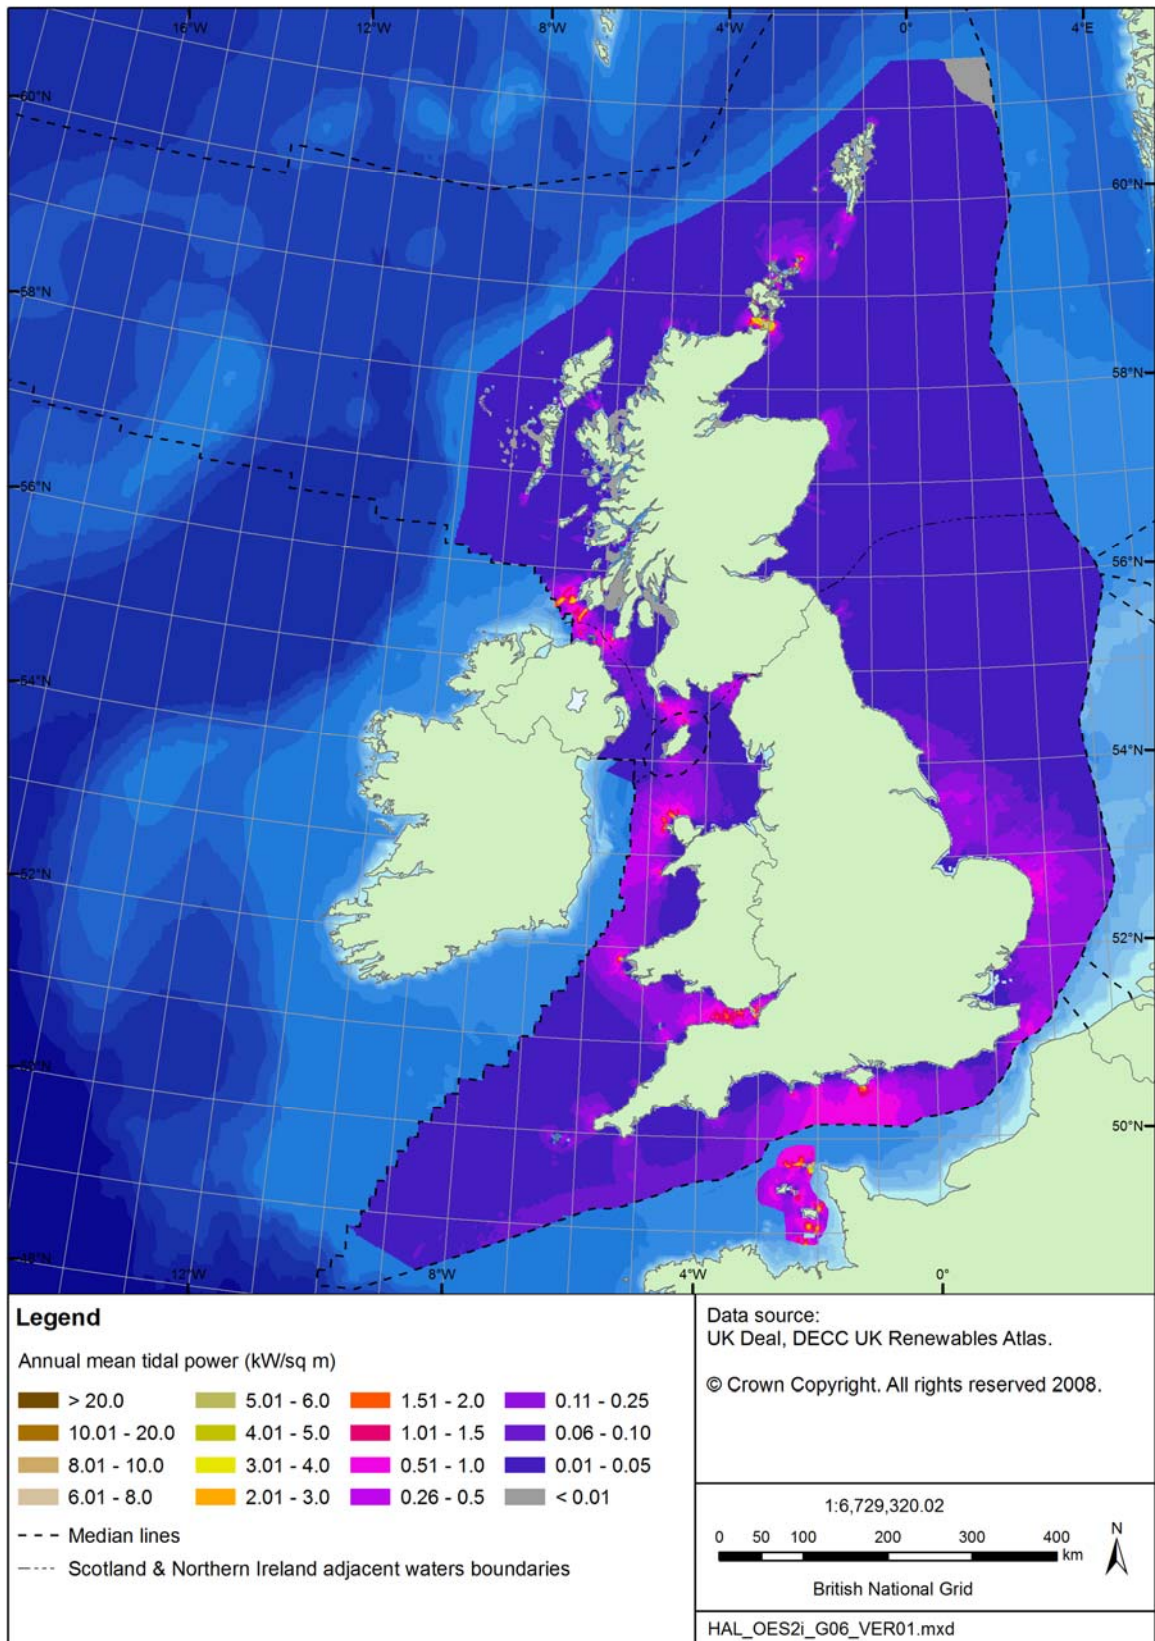 16°W 12°W 8°W 4°W 0° 4°E
60°N
60°N
58°N
58°N
56°N
56°N
54°N
54°N
52°N
52°N
50°N
50°N
48°N
12°W 8°W 4°W 0°
Legend
Annual mean tidal power (kW/sq m)
> 20.0
10.01 - 20.0
8.01 - 10.0
6.01 - 8.0
5.01 - 6.0
4.01 - 5.0
3.01 - 4.0
2.01 - 3.0
1.51 - 2.0
1.01 - 1.5
0.51 - 1.0
0.26 - 0.5
0.11 - 0.25
0.06 - 0.10
0.01 - 0.05
< 0.01
Median lines
Scotland & Northern Ireland adjacent waters boundaries
Data source:
UK Deal, DECC UK Renewables Atlas.
© Crown Copyright. All rights reserved 2008.
1:6,729,320.02
0 50 100 200 300 400
km
N
British National Grid
HAL_OES2i_G06_VER01.mxd